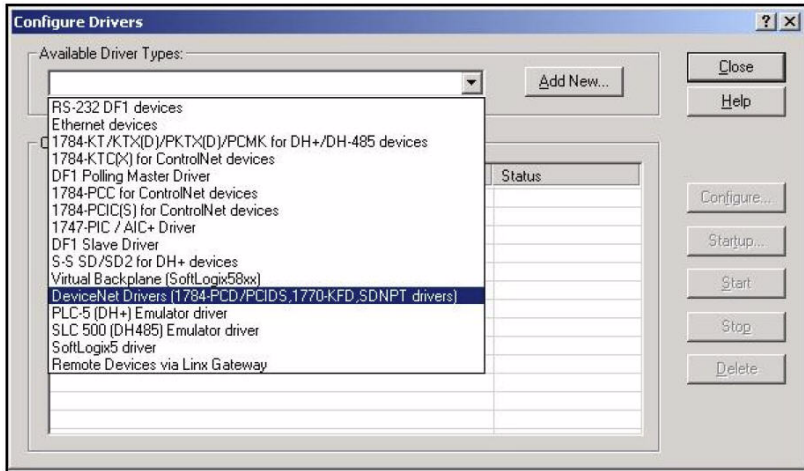 Configure Drivers
Available Driver Types:
Add New...
Close
Help
RS-232 DF1 devices
Ethernet devices
1784-KT/KTX(D)/PKTX(D)/PCMK for DH+/DH-485 devices
1784-KTC(X) for ControlNet devices
DF1 Polling Master Driver
1784-PCC for ControlNet devices
1784-PCIC(S) for ControlNet devices
1747-PIC / AIC+ Driver
DF1 Slave Driver
S-S SD/SD2 for DH+ devices
Virtual Backplane (SoftLogix58xx)
DeviceNet Drivers (1784-PCD/PCIDS,1770-KFD,SDNPT drivers)
PLC-5 (DH+) Emulator driver
SLC 500 (DH485) Emulator driver
SoftLogix5 driver
Remote Devices via Linx Gateway
Status
Configure...
Startup...
Start
Stop
Delete